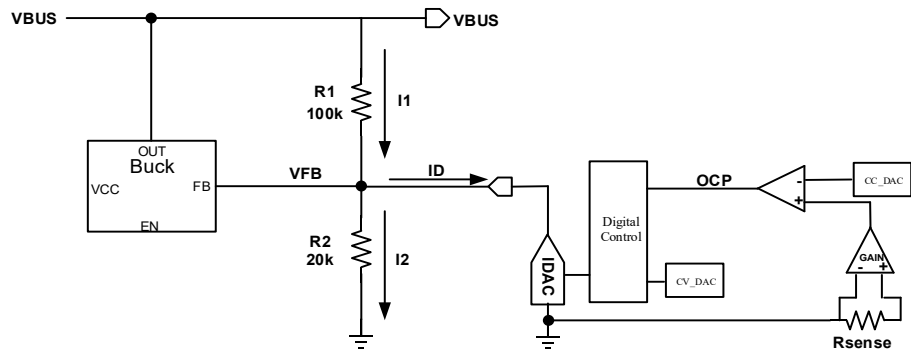 VBUS
VBUS
R1
100k
I1
OUT
Buck
VCC
FB
EN
VFB
ID
R2
20k
I2
IDAC
Digital
Control
OCP
-
+
CC_DAC
CV_DAC
GAIN
- +
Rsense